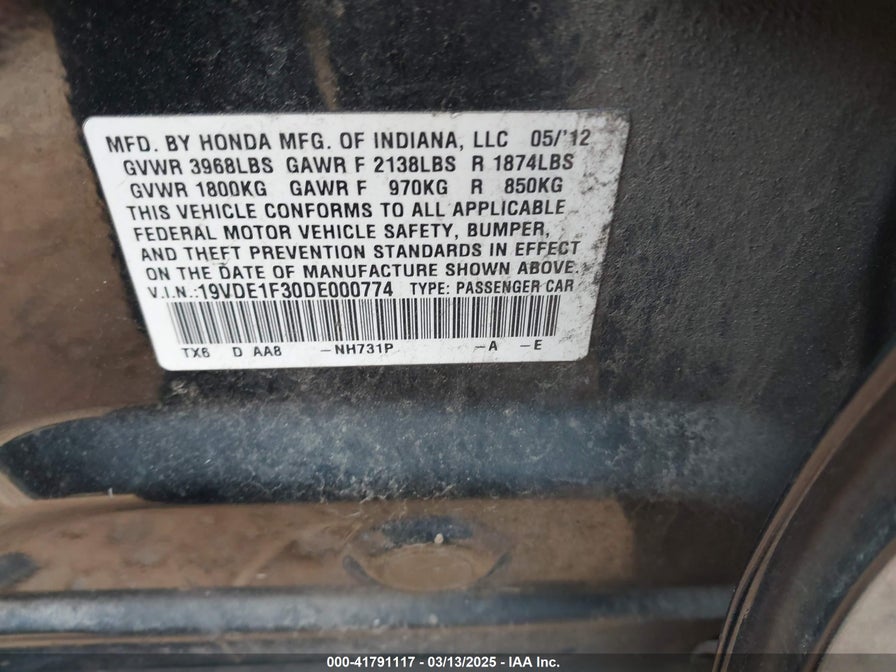 MFD. BY HONDA MFG. OF INDIANA, LLC 05/'12
GVWR 3968LBS GAWR F 2138LBS R 1874LBS
GVWR 1800KG GAWR F 970KG R 850KG
THIS VEHICLE CONFORMS TO ALL APPLICABLE
FEDERAL MOTOR VEHICLE SAFETY, BUMPER,
AND THEFT PREVENTION STANDARDS IN EFFECT
ON THE DATE OF MANUFACTURE SHOWN ABOVE.
V.I.N.:19VDE1F30DE000774 TYPE: PASSENGER CAR
TX6 D AA8 -NH731P -A -E
000-41791117 - 03/13/2025 - IAA Inc.